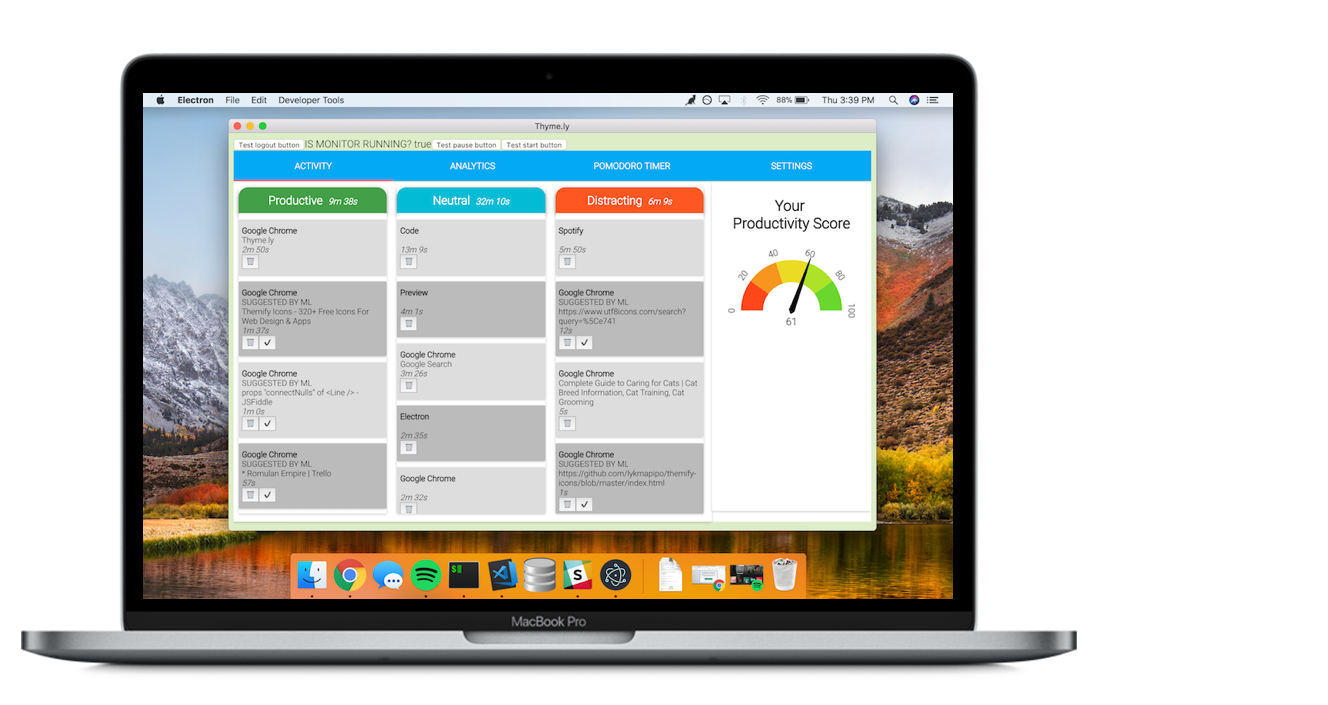 Electron File Edit Developer Tools 88% Thu 3:39 PM
Thyme.ly
Test logout button IS MONITOR RUNNING? true Test pause button Test start button
ACTIVITY ANALYTICS POMODORO TIMER SETTINGS
Productive 9m 38s
Google Chrome
Thyme.ly
2m 50s
Google Chrome
SUGGESTED BY ML
Themify Icons - 320+ Free Icons For
Web Design & Apps
1m 37s
Google Chrome
SUGGESTED BY ML
props "connectNulls" of <Line /> -
JSFiddle
1m 0s
Google Chrome
SUGGESTED BY ML
* Romulan Empire | Trello
57s
Neutral 32m 10s
Code
13m 9s
Preview
4m 1s
Google Chrome
Google Search
3m 26s
Electron
2m 35s
Google Chrome
2m 32s
Distracting 6m 9s
Spotify
5m 50s
Google Chrome
SUGGESTED BY ML
https://www.utf8icons.com/search?
query=%5Ce741
12s
Google Chrome
Complete Guide to Caring for Cats | Cat
Breed Information, Cat Training, Cat
Grooming
5s
Google Chrome
SUGGESTED BY ML
https://github.com/lykmapipo/themify-
icons/blob/master/index.html
1s
Your
Productivity Score
0 20 40 60 80 100
61
$
S
MacBook Pro